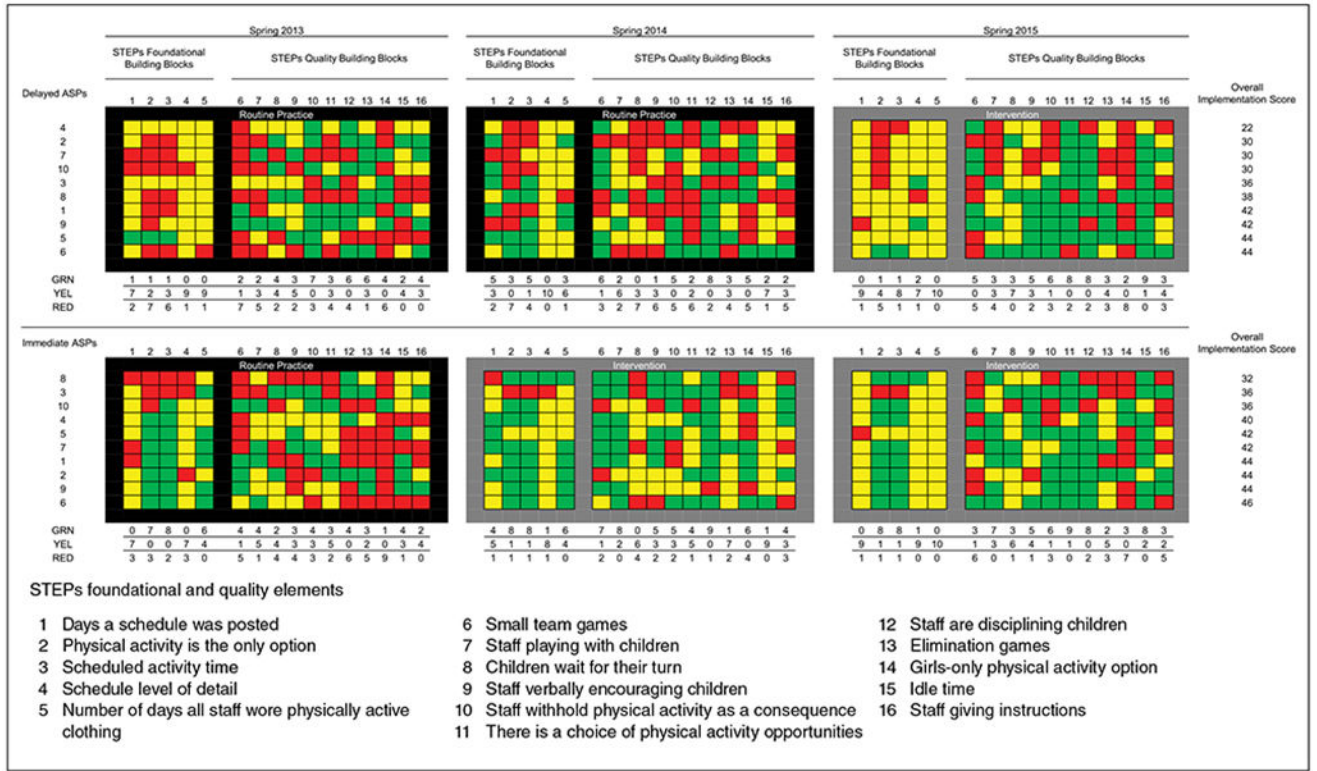 Spring 2013 Spring 2014 Spring 2015
STEPs Foundational Building Blocks STEPs Quality Building Blocks STEPs Foundational Building Blocks STEPs Quality Building Blocks STEPs Foundational Building Blocks STEPs Quality Building Blocks
Delayed ASPs 1 2 3 4 5 6 7 8 9 10 11 12 13 14 15 16 1 2 3 4 5 6 7 8 9 10 11 12 13 14 15 16 1 2 3 4 5 6 7 8 9 10 11 12 13 14 15 16 Overall Implementation Score
Routine Practice Routine Practice Intervention
4 22
2 30
7 30
10 30
3 36
8 38
1 42
9 42
5 44
6 44
GRN 1 1 1 0 0 2 2 4 3 7 3 6 6 4 2 4 5 3 5 0 3 6 2 0 1 5 2 8 3 5 2 2 0 1 1 2 0 5 3 3 5 6 8 8 3 2 9 3
YEL 7 2 3 9 9 1 3 4 5 0 3 0 3 0 4 3 3 0 1 10 6 1 6 3 3 0 2 0 3 0 7 3 9 4 8 7 10 0 3 7 3 1 0 0 4 0 1 4
RED 2 7 6 1 1 7 5 2 2 3 4 4 1 6 0 0 2 7 4 0 1 3 2 7 6 5 6 2 4 5 1 5 1 5 1 1 0 5 4 0 2 3 2 2 3 8 0 3
Immediate ASPs 1 2 3 4 5 6 7 8 9 10 11 12 13 14 15 16 1 2 3 4 5 6 7 8 9 10 11 12 13 14 15 16 1 2 3 4 5 6 7 8 9 10 11 12 13 14 15 16 Overall Implementation Score
Routine Practice Intervention Intervention
8 32
3 36
10 36
4 40
5 42
7 42
1 44
2 44
9 44
6 46
GRN 0 7 8 0 6 4 4 2 3 4 3 4 3 1 4 2 4 8 8 1 6 7 8 0 5 5 4 9 1 6 1 4 0 8 8 1 0 3 7 3 5 6 9 8 2 3 8 3
YEL 7 0 0 7 4 1 5 4 3 3 5 0 2 0 3 4 5 1 1 8 4 1 2 6 3 3 5 0 7 0 9 3 9 1 1 9 10 1 3 6 4 1 1 0 5 0 2 2
RED 3 3 2 3 0 5 1 4 4 3 2 6 5 9 1 0 1 1 1 1 0 2 0 4 2 2 1 1 2 4 0 3 1 1 1 0 0 6 0 1 1 3 0 2 3 7 0 5
STEPs foundational and quality elements
1 Days a schedule was posted
2 Physical activity is the only option
3 Scheduled activity time
4 Schedule level of detail
5 Number of days all staff wore physically active
clothing
6 Small team games
7 Staff playing with children
8 Children wait for their turn
9 Staff verbally encouraging children
10 Staff withhold physical activity as a consequence
11 There is a choice of physical activity opportunities
12 Staff are disciplining children
13 Elimination games
14 Girls-only physical activity option
15 Idle time
16 Staff giving instructions